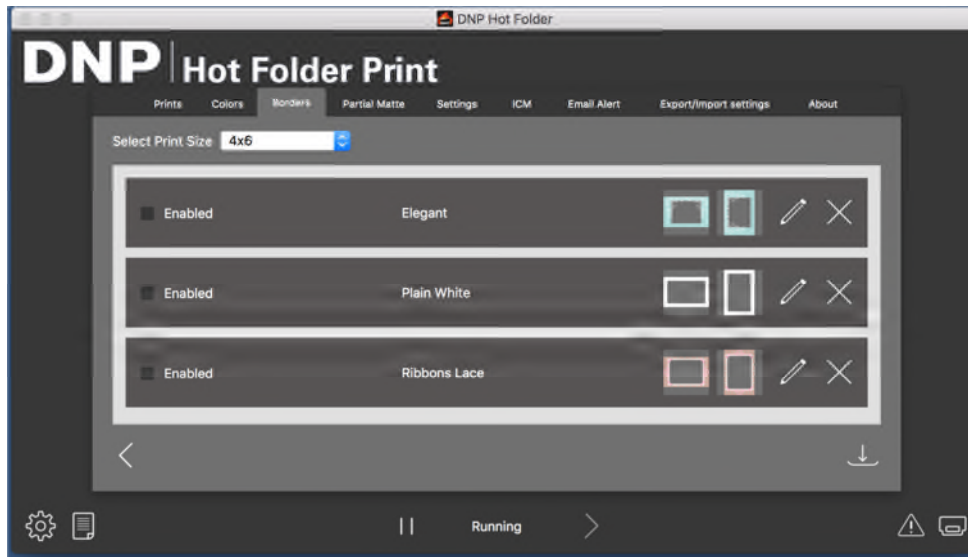 DNP Hot Folder
DNP Hot Folder Print
Prints Colors Borders Partial Matte Settings ICM Email Alert Export/Import settings About
Select Print Size 4x6
Enabled Elegant
Enabled Plain White
Enabled Ribbons Lace
Running